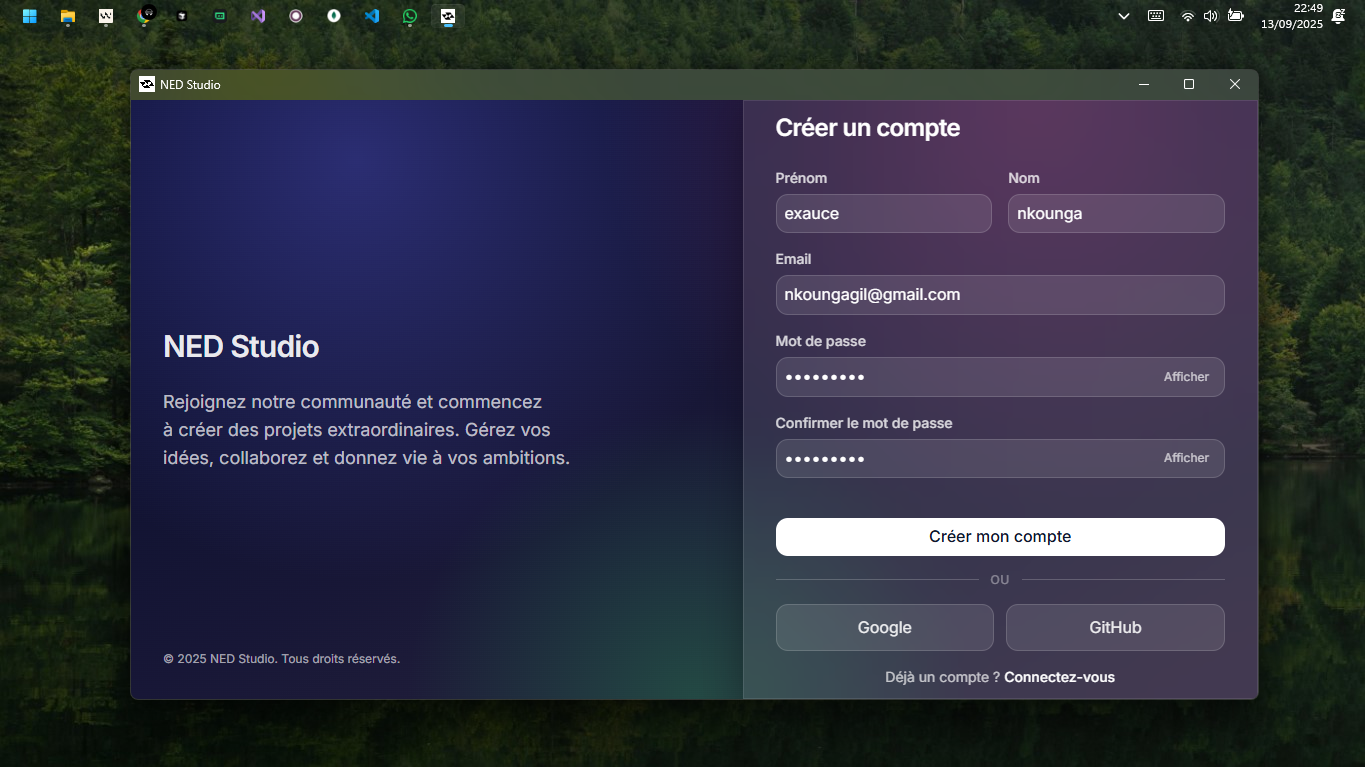 22:49
13/09/2025
NED Studio
Créer un compte
Prénom
Nom
exauce
nkounga
Email
nkoungagil@gmail.com
Mot de passe
••••••••• Afficher
Confirmer le mot de passe
••••••••• Afficher
NED Studio
Rejoignez notre communauté et commencez
à créer des projets extraordinaires. Gérez vos
idées, collaborez et donnez vie à vos ambitions.
Créer mon compte
OU
Google
GitHub
Déjà un compte ? Connectez-vous
© 2025 NED Studio. Tous droits réservés.